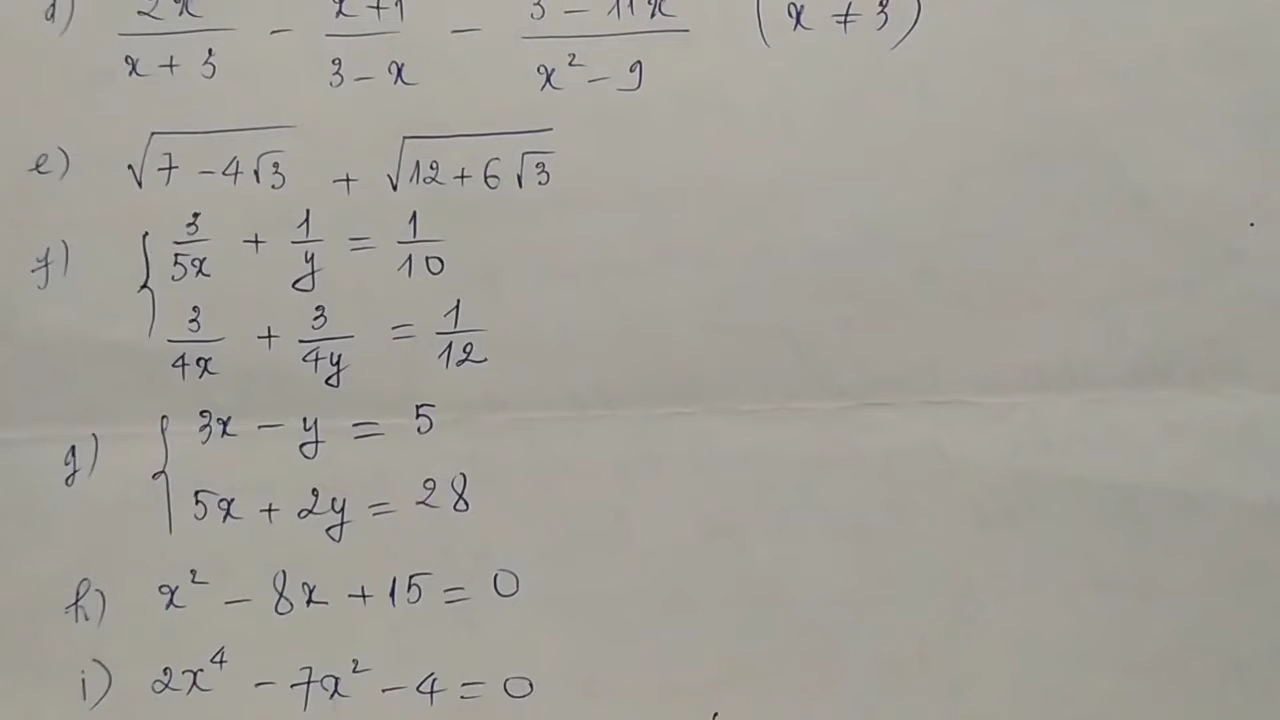 d) 2x/(x + 3) - (x + 1)/(3 - x) - (3 - 11x)/(x² - 9) (x ≠ 3)
e) √(7 - 4√3) + √(12 + 6√3)
f) { 3/(5x) + 1/y = 1/10
3/(4x) + 3/(4y) = 1/12
g) { 3x - y = 5
5x + 2y = 28
h) x² - 8x + 15 = 0
i) 2x⁴ - 7x² - 4 = 0